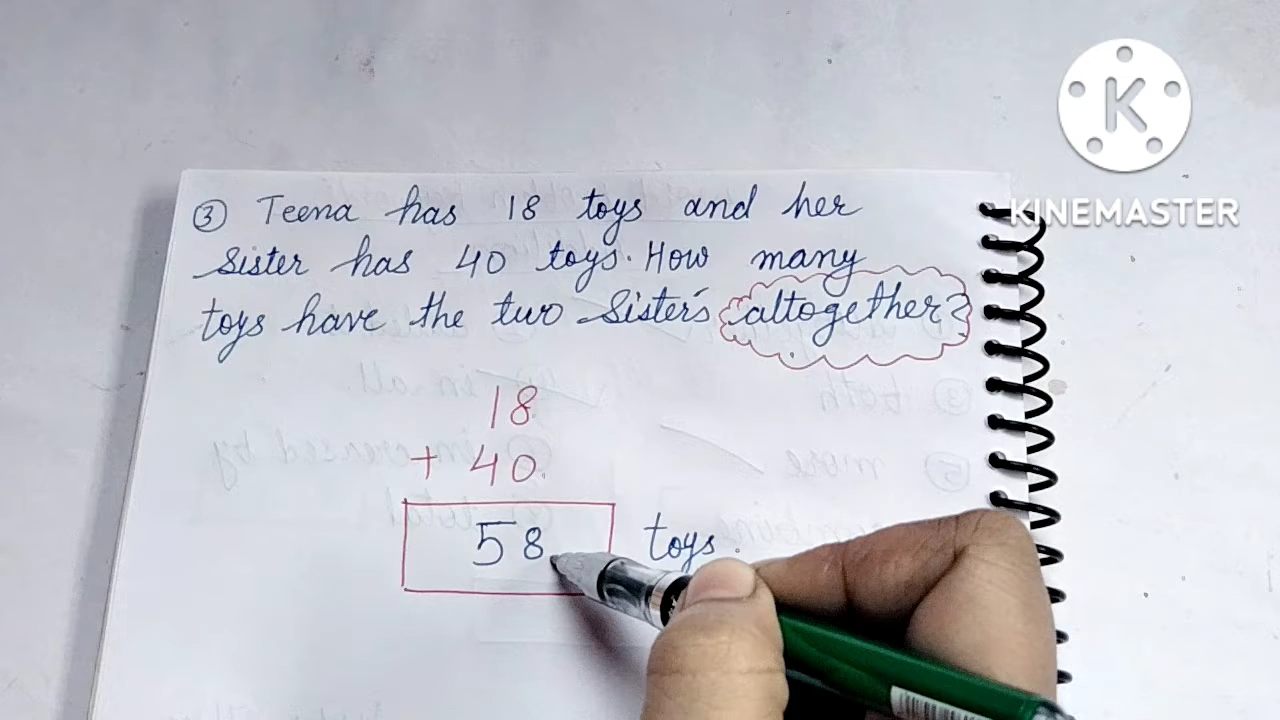 ③ Teena has 18 toys and her
Sister has 40 toys. How many
toys have the two Sister's altogether?
18
+ 40
58 toys.
K
KINEMASTER